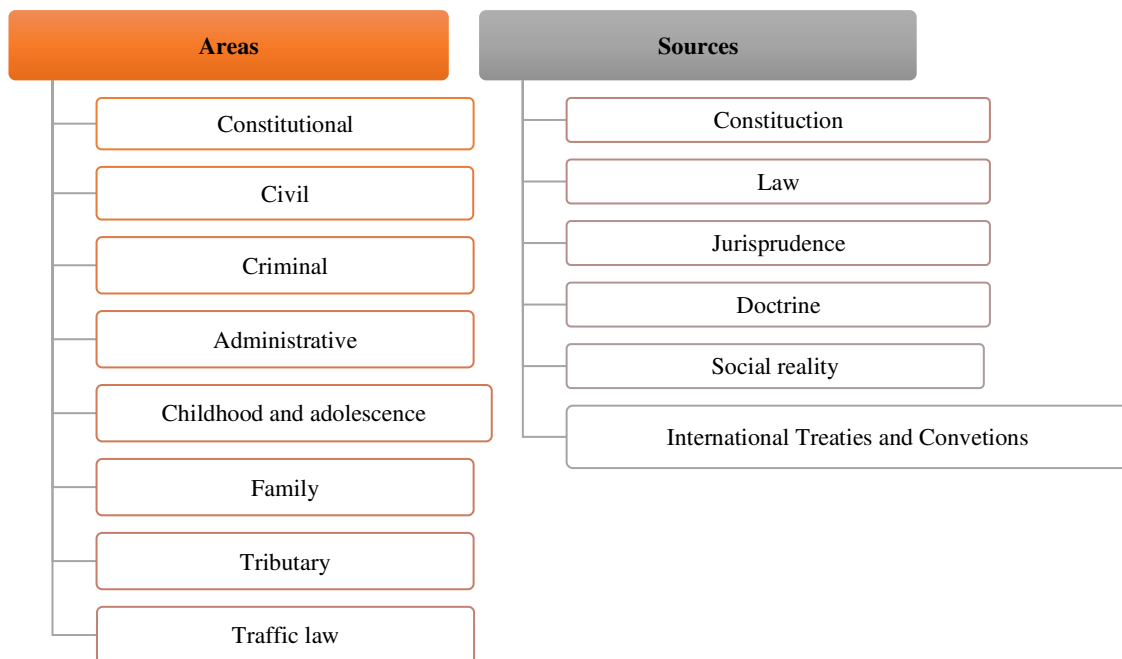 Areas
Constitutional
Civil
Criminal
Administrative
Childhood and adolescence
Family
Tributary
Traffic law
Sources
Constituction
Law
Jurisprudence
Doctrine
Social reality
International Treaties and Convetions